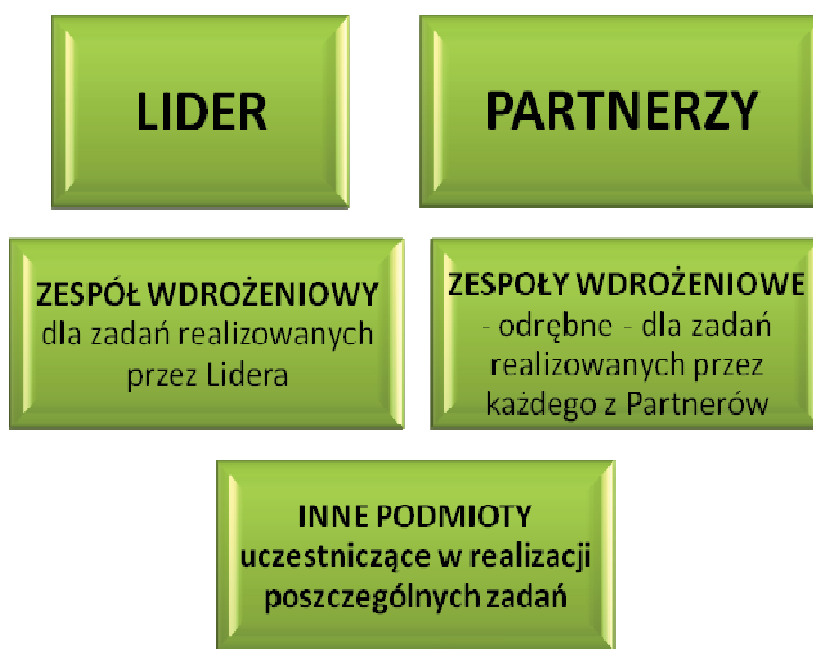 LIDER
PARTNERZY
ZESPÓŁ WDROŻENIOWY
dla zadań realizowanych
przez Lidera
ZESPOŁY WDROŻENIOWE
- odrębne - dla zadań
realizowanych przez
każdego z Partnerów
INNE PODMIOTY
uczestniczące w realizacji
poszczególnych zadań